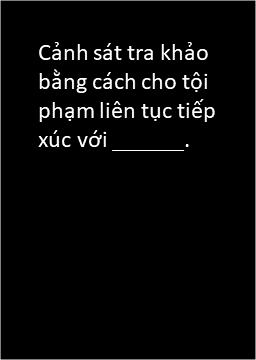 Cảnh sát tra khảo
bằng cách cho tội
phạm liên tục tiếp
xúc với _______.